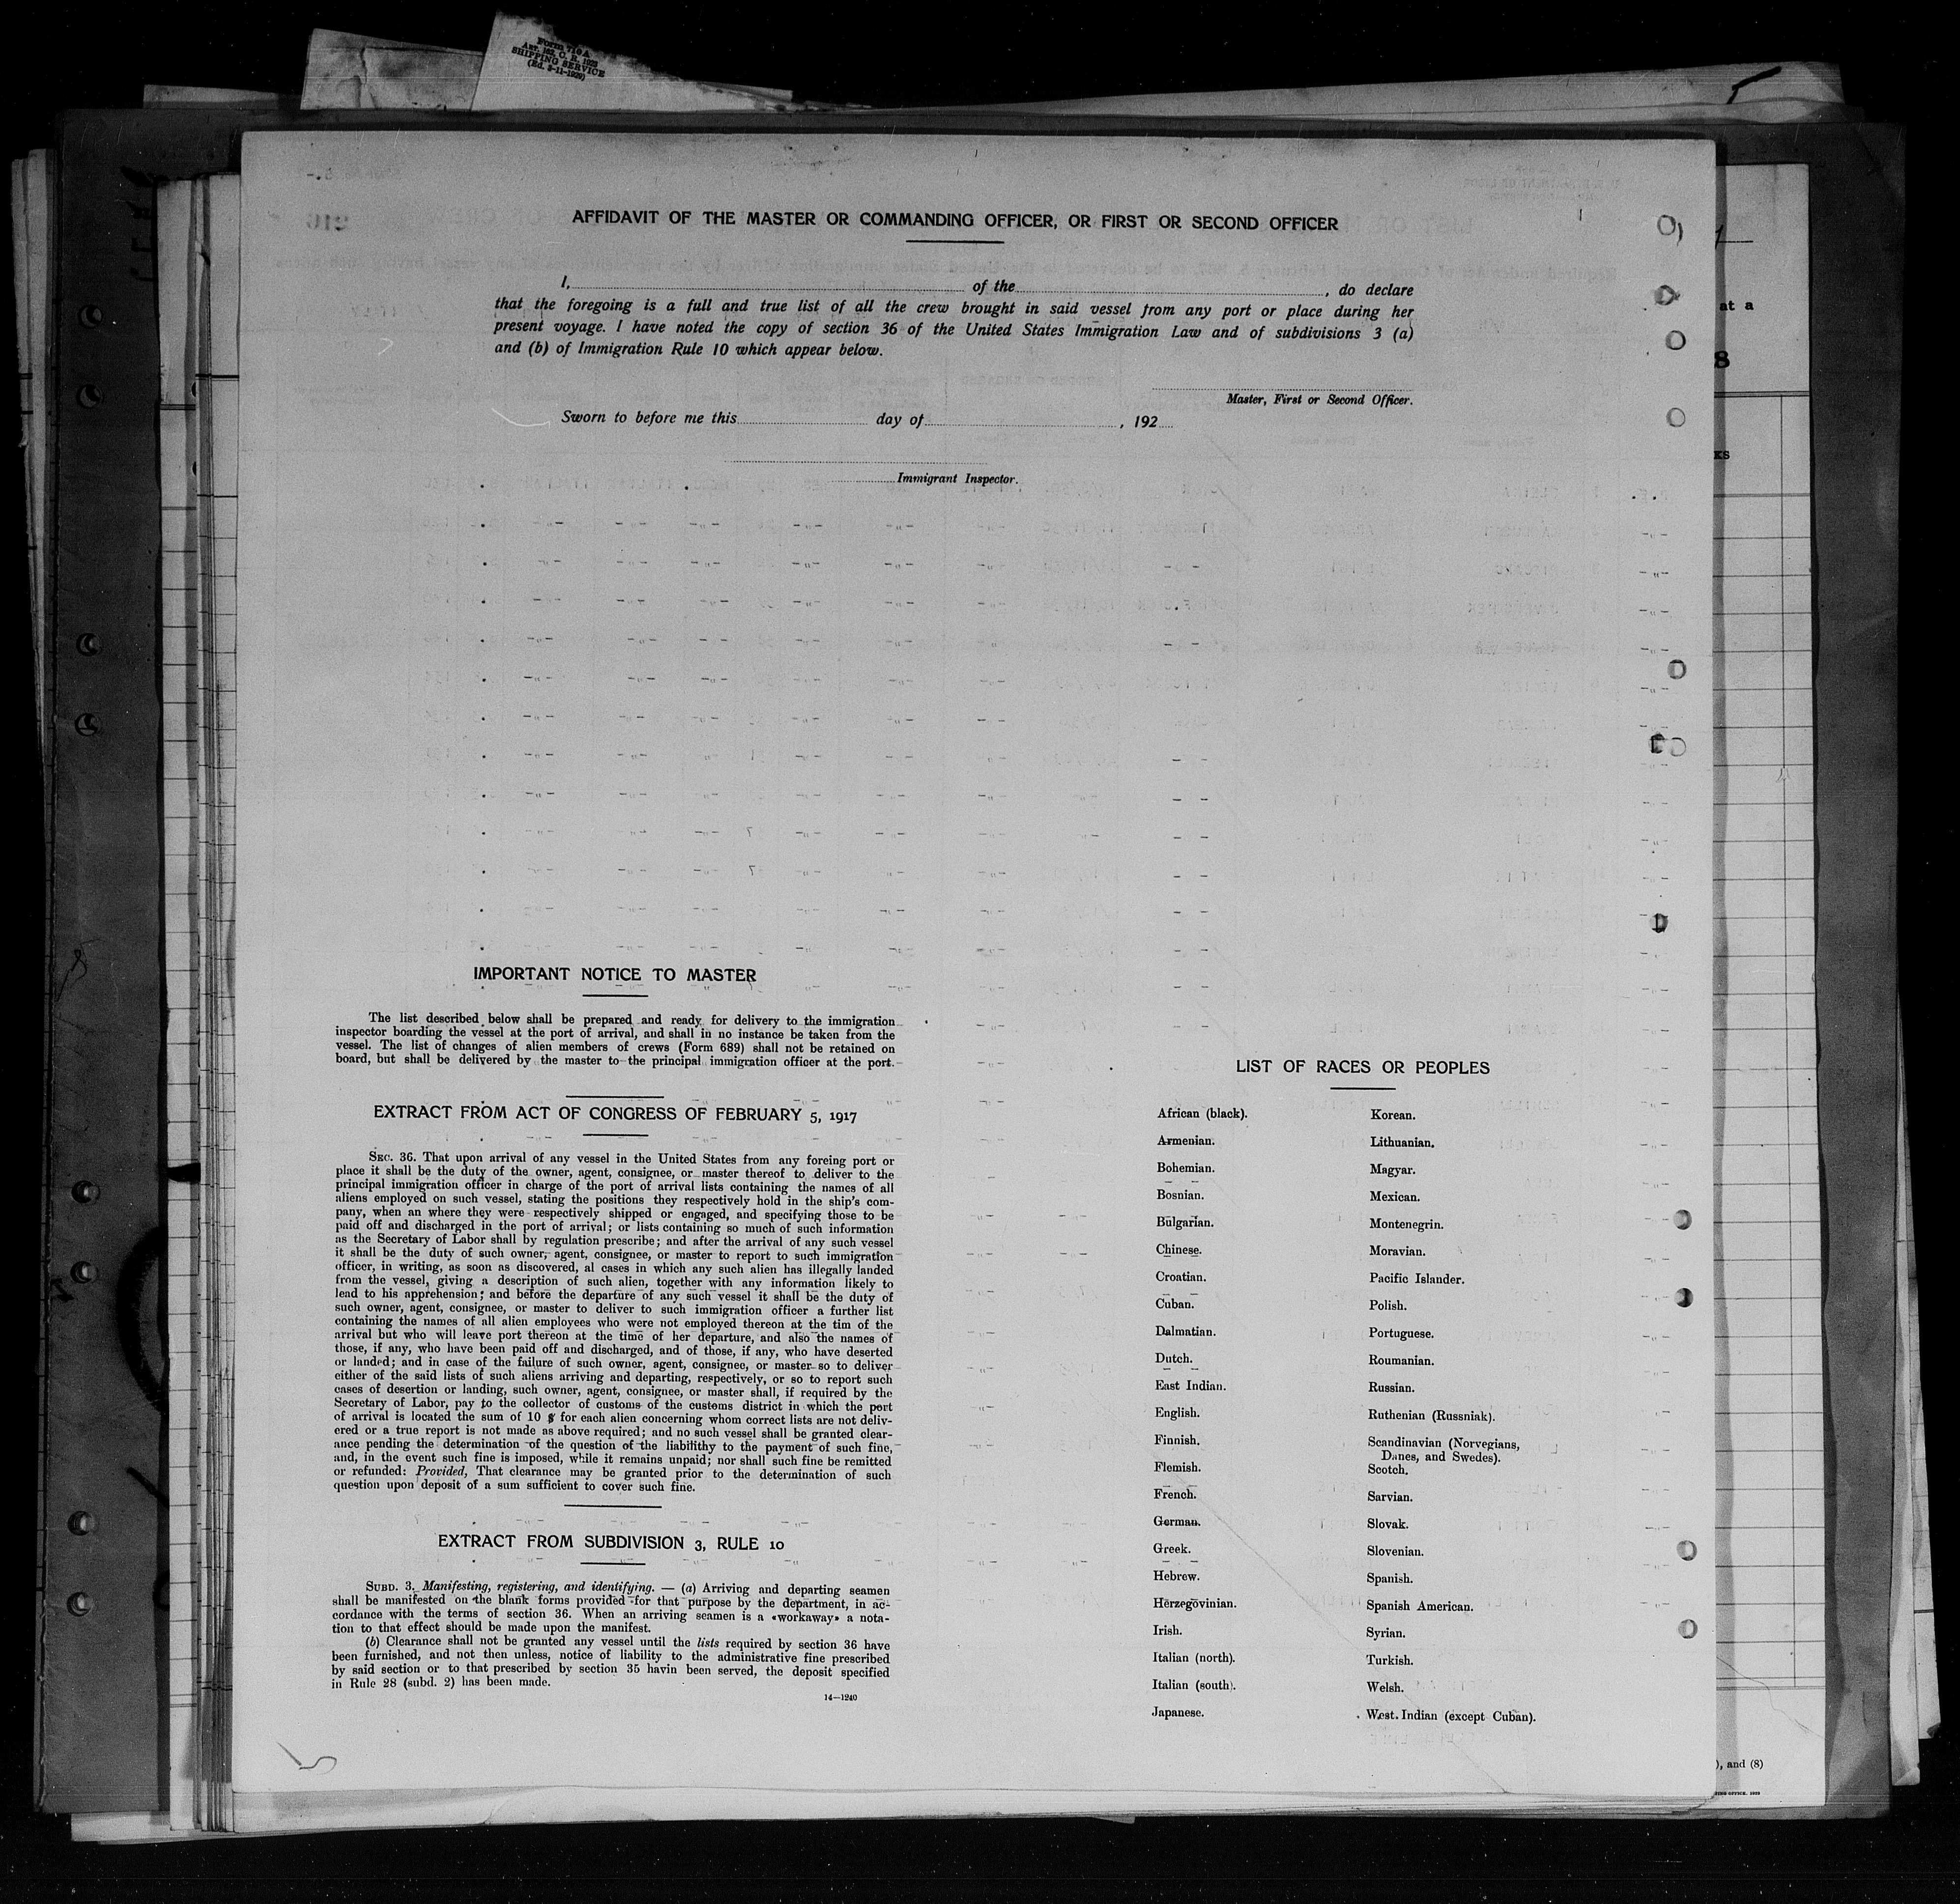 Form 710 A
ART. 162, C. R. 1923
SHIPPING SERVICE
(Ed. 3-11-1929)
AFFIDAVIT OF THE MASTER OR COMMANDING OFFICER, OR FIRST OR SECOND OFFICER
I, of the , do declare
that the foregoing is a full and true list of all the crew brought in said vessel from any port or place during her
present voyage. I have noted the copy of section 36 of the United States Immigration Law and of subdivisions 3 (a)
and (b) of Immigration Rule 10 which appear below.
Master, First or Second Officer.
Sworn to before me this day of , 192
Immigrant Inspector.
at a
8
KS
IMPORTANT NOTICE TO MASTER
The list described below shall be prepared and ready for delivery to the immigration
inspector boarding the vessel at the port of arrival, and shall in no instance be taken from the
vessel. The list of changes of alien members of crews (Form 689) shall not be retained on
board, but shall be delivered by the master to the principal immigration officer at the port.
EXTRACT FROM ACT OF CONGRESS OF FEBRUARY 5, 1917
SEC. 36. That upon arrival of any vessel in the United States from any foreing port or
place it shall be the duty of the owner, agent, consignee, or master thereof to deliver to the
principal immigration officer in charge of the port of arrival lists containing the names of all
aliens employed on such vessel, stating the positions they respectively hold in the ship's com-
pany, when an where they were respectively shipped or engaged, and specifying those to be
paid off and discharged in the port of arrival; or lists containing so much of such information
as the Secretary of Labor shall by regulation prescribe; and after the arrival of any such vessel
it shall be the duty of such owner, agent, consignee, or master to report to such immigration
officer, in writing, as soon as discovered, al cases in which any such alien has illegally landed
from the vessel, giving a description of such alien, together with any information likely to
lead to his apprehension; and before the departure of any such vessel it shall be the duty of
such owner, agent, consignee, or master to deliver to such immigration officer a further list
containing the names of all alien employees who were not employed thereon at the tim of the
arrival but who will leave port thereon at the time of her departure, and also the names of
those, if any, who have been paid off and discharged, and of those, if any, who have deserted
or landed; and in case of the failure of such owner, agent, consignee, or master so to deliver
either of the said lists of such aliens arriving and departing, respectively, or so to report such
cases of desertion or landing, such owner, agent, consignee, or master shall, if required by the
Secretary of Labor, pay to the collector of customs of the customs district in which the port
of arrival is located the sum of 10 $ for each alien concerning whom correct lists are not deliv-
ered or a true report is not made as above required; and no such vessel shall be granted clear-
ance pending the determination of the question of the liabilithy to the payment of such fine,
and, in the event such fine is imposed, while it remains unpaid; nor shall such fine be remitted
or refunded: Provided, That clearance may be granted prior to the determination of such
question upon deposit of a sum sufficient to cover such fine.
EXTRACT FROM SUBDIVISION 3, RULE 10
SUBD. 3. Manifesting, registering, and identifying. — (a) Arriving and departing seamen
shall be manifested on the blank forms provided for that purpose by the department, in ac-
cordance with the terms of section 36. When an arriving seamen is a «workaway» a nota-
tion to that effect should be made upon the manifest.
(b) Clearance shall not be granted any vessel until the lists required by section 36 have
been furnished, and not then unless, notice of liability to the administrative fine prescribed
by said section or to that prescribed by section 35 havin been served, the deposit specified
in Rule 28 (subd. 2) has been made.
14—1240
LIST OF RACES OR PEOPLES
African (black).
Armenian.
Bohemian.
Bosnian.
Bulgarian.
Chinese.
Croatian.
Cuban.
Dalmatian.
Dutch.
East Indian.
English.
Finnish.
Flemish.
French.
German.
Greek.
Hebrew.
Herzegovinian.
Irish.
Italian (north).
Italian (south).
Japanese.
Korean.
Lithuanian.
Magyar.
Mexican.
Montenegrin.
Moravian.
Pacific Islander.
Polish.
Portuguese.
Roumanian.
Russian.
Ruthenian (Russniak).
Scandinavian (Norvegians,
Danes, and Swedes).
Scotch.
Sarvian.
Slovak.
Slovenian.
Spanish.
Spanish American.
Syrian.
Turkish.
Welsh.
West Indian (except Cuban).
), and (8)
OFFICE. 1929